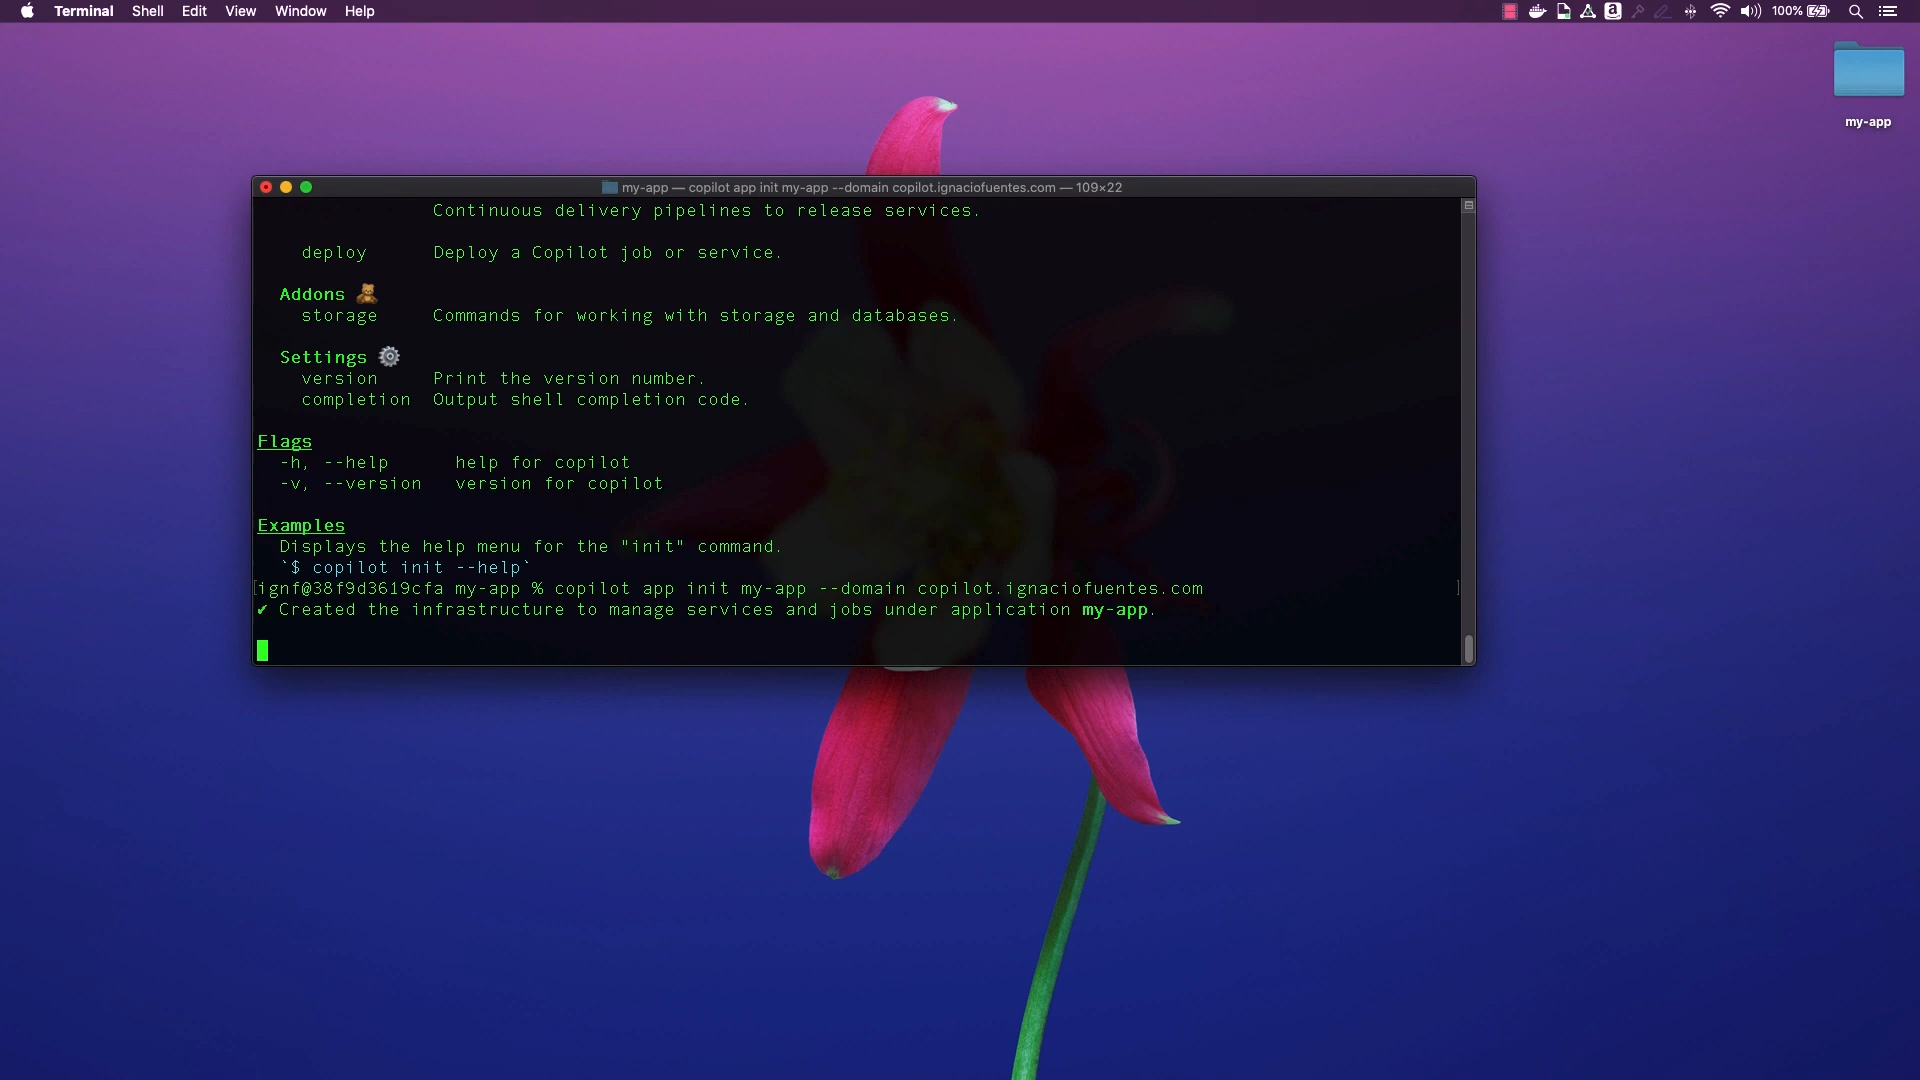 Terminal Shell Edit View Window Help
100%
my-app
my-app — copilot app init my-app --domain copilot.ignaciofuentes.com — 109×22
Continuous delivery pipelines to release services.
deploy Deploy a Copilot job or service.
Addons 🧸
storage Commands for working with storage and databases.
Settings ⚙️
version Print the version number.
completion Output shell completion code.
Flags
-h, --help help for copilot
-v, --version version for copilot
Examples
Displays the help menu for the "init" command.
`$ copilot init --help`
[ignf@38f9d3619cfa my-app % copilot app init my-app --domain copilot.ignaciofuentes.com ]
✔ Created the infrastructure to manage services and jobs under application my-app.